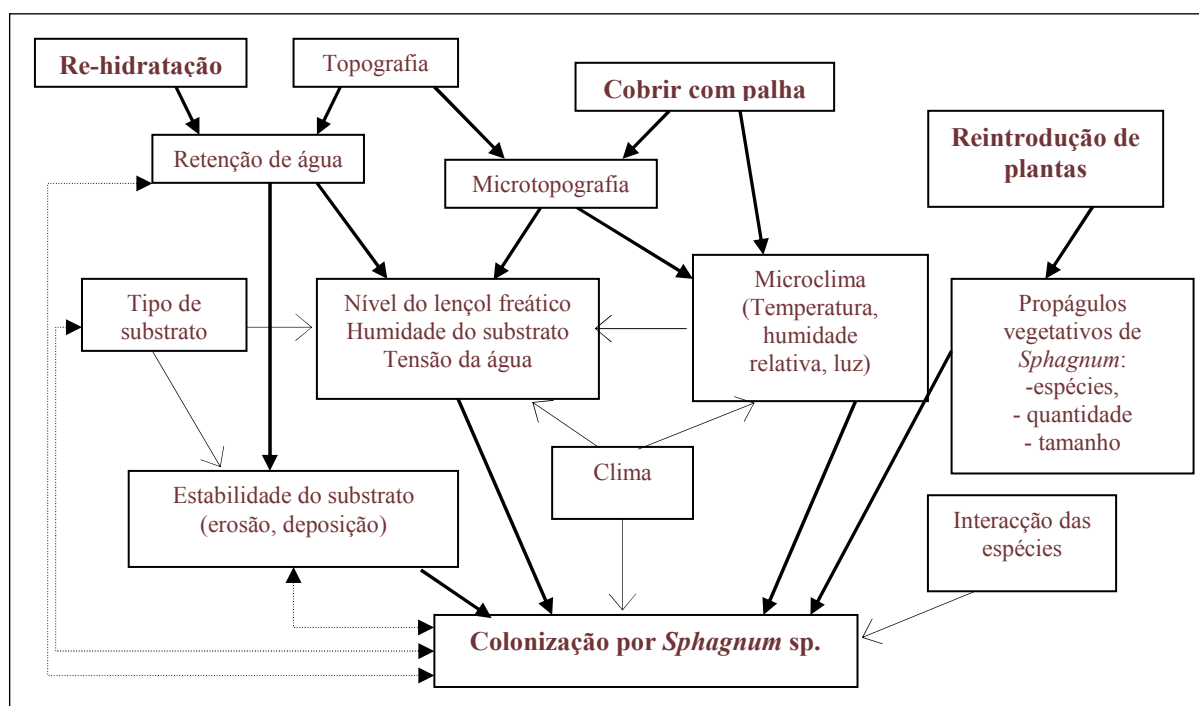 Re-hidratação
Topografia
Cobrir com palha
Reintrodução de
plantas
Retenção de água
Microtopografia
Tipo de
substrato
Nível do lençol freático
Humidade do substrato
Tensão da água
Microclima
(Temperatura,
humidade
relativa, luz)
Propágulos
vegetativos de
Sphagnum:
-espécies,
- quantidade
- tamanho
Clima
Estabilidade do substrato
(erosão, deposição)
Interacção das
espécies
Colonização por Sphagnum sp.